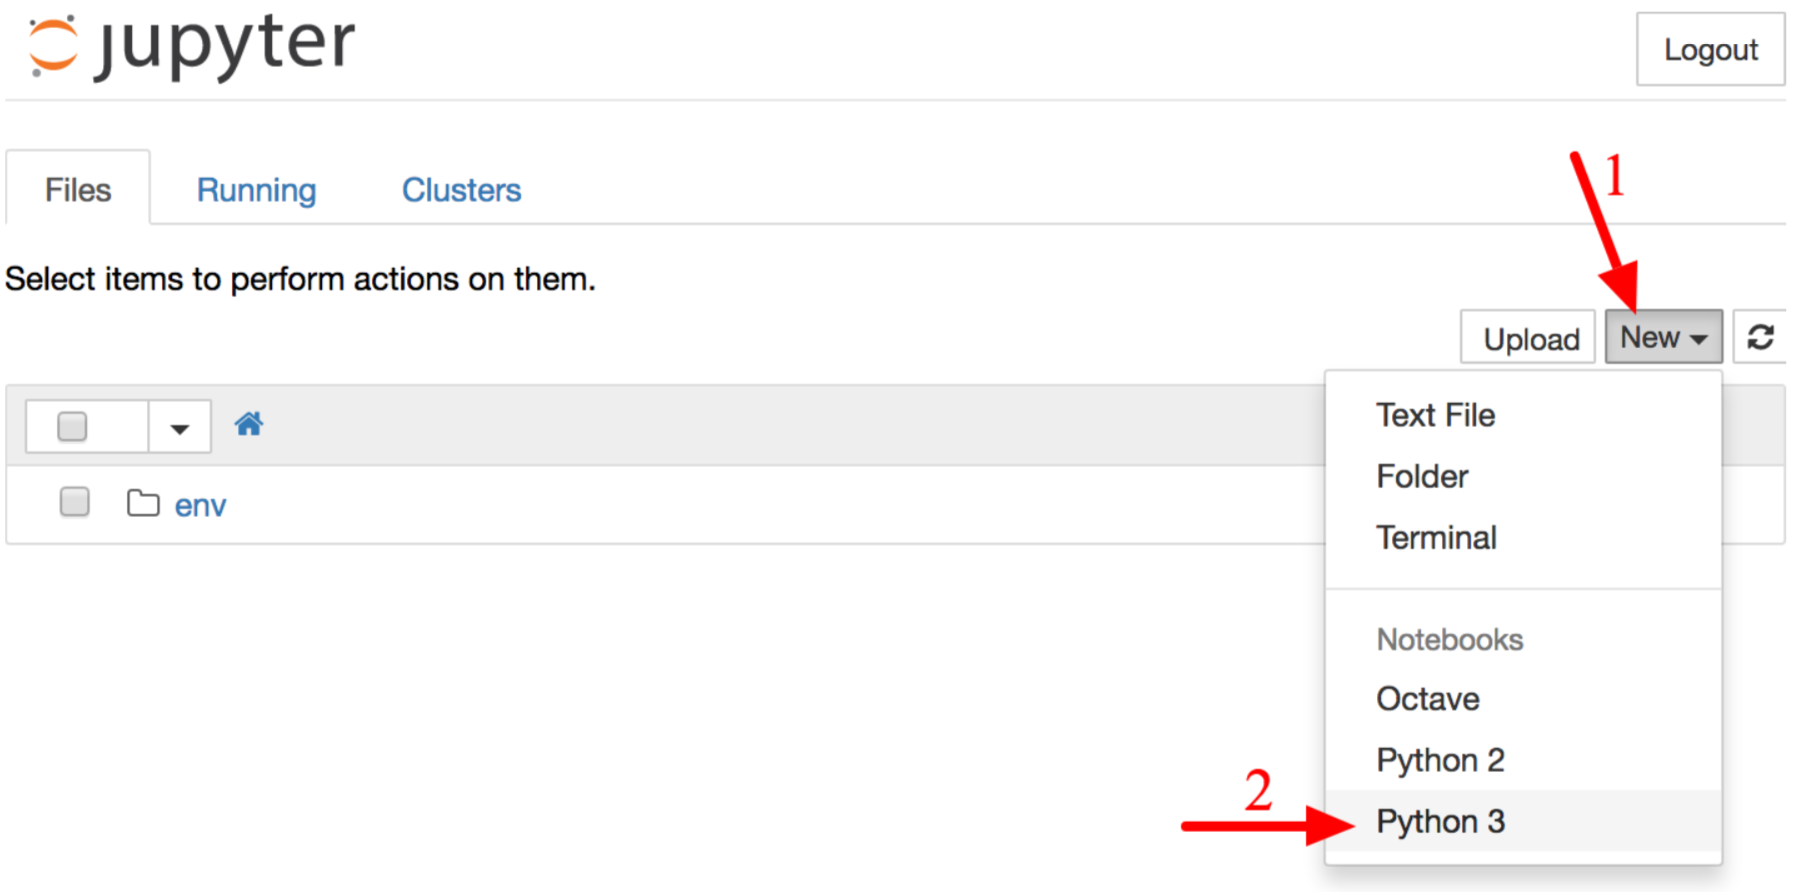 jupyter
Logout
Files
Running
Clusters
1
Select items to perform actions on them.
Upload
New
env
Text File
Folder
Terminal
Notebooks
Octave
Python 2
2
Python 3